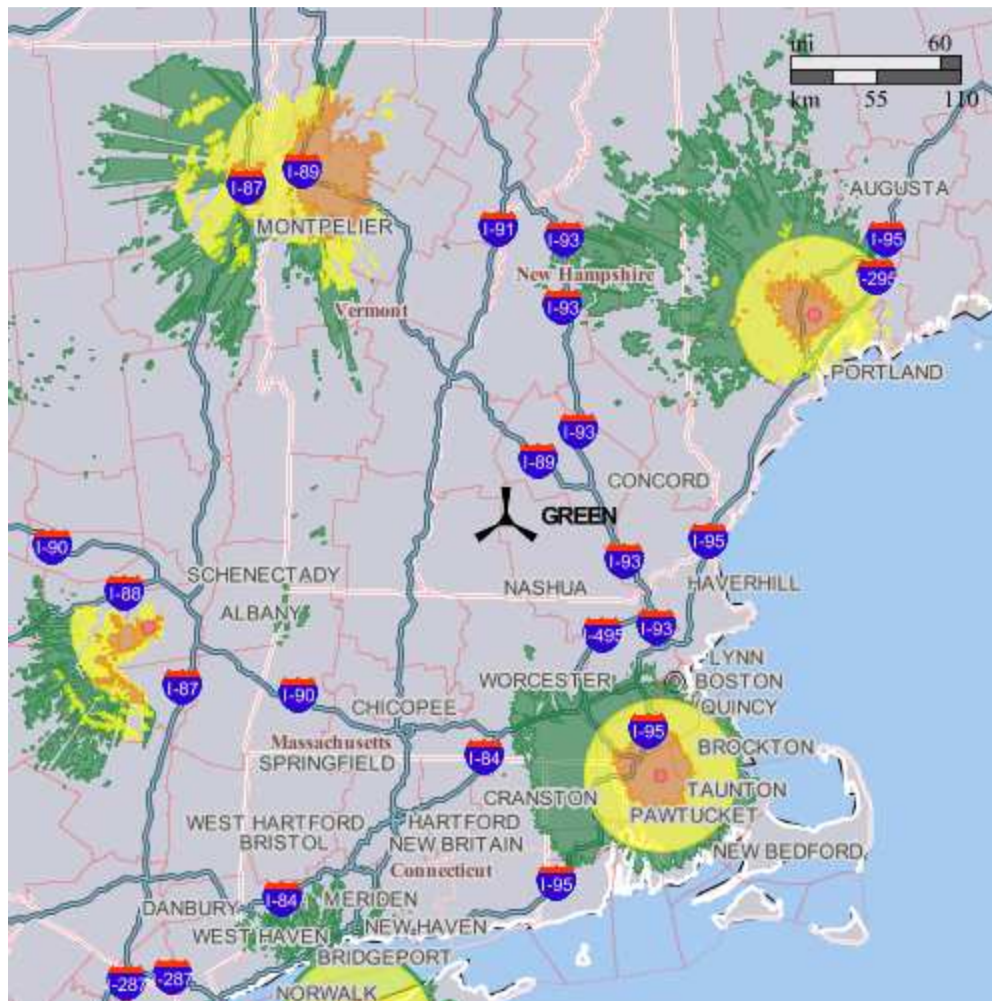 mi 60
km 55 110
AUGUSTA
I-87
I-89
MONTPELIER
I-91
I-93
I-95
New Hampshire
-295
I-93
Vermont
PORTLAND
I-93
I-89
CONCORD
GREEN
I-90
I-95
SCHENECTADY
NASHUA
I-93
HAVERHILL
I-88
ALBANY
I-495
I-93
LYNN
WORCESTER
BOSTON
I-87
I-90
CHICOPEE
QUINCY
I-95
Massachusetts
BROCKTON
SPRINGFIELD
I-84
CRANSTON
TAUNTON
PAWTUCKET
WEST HARTFORD
HARTFORD
BRISTOL
NEW BRITAIN
NEW BEDFORD
Connecticut
I-95
I-84
MERIDEN
DANBURY
NEW HAVEN
WEST HAVEN
BRIDGEPORT
I-287
I-287
NORWALK